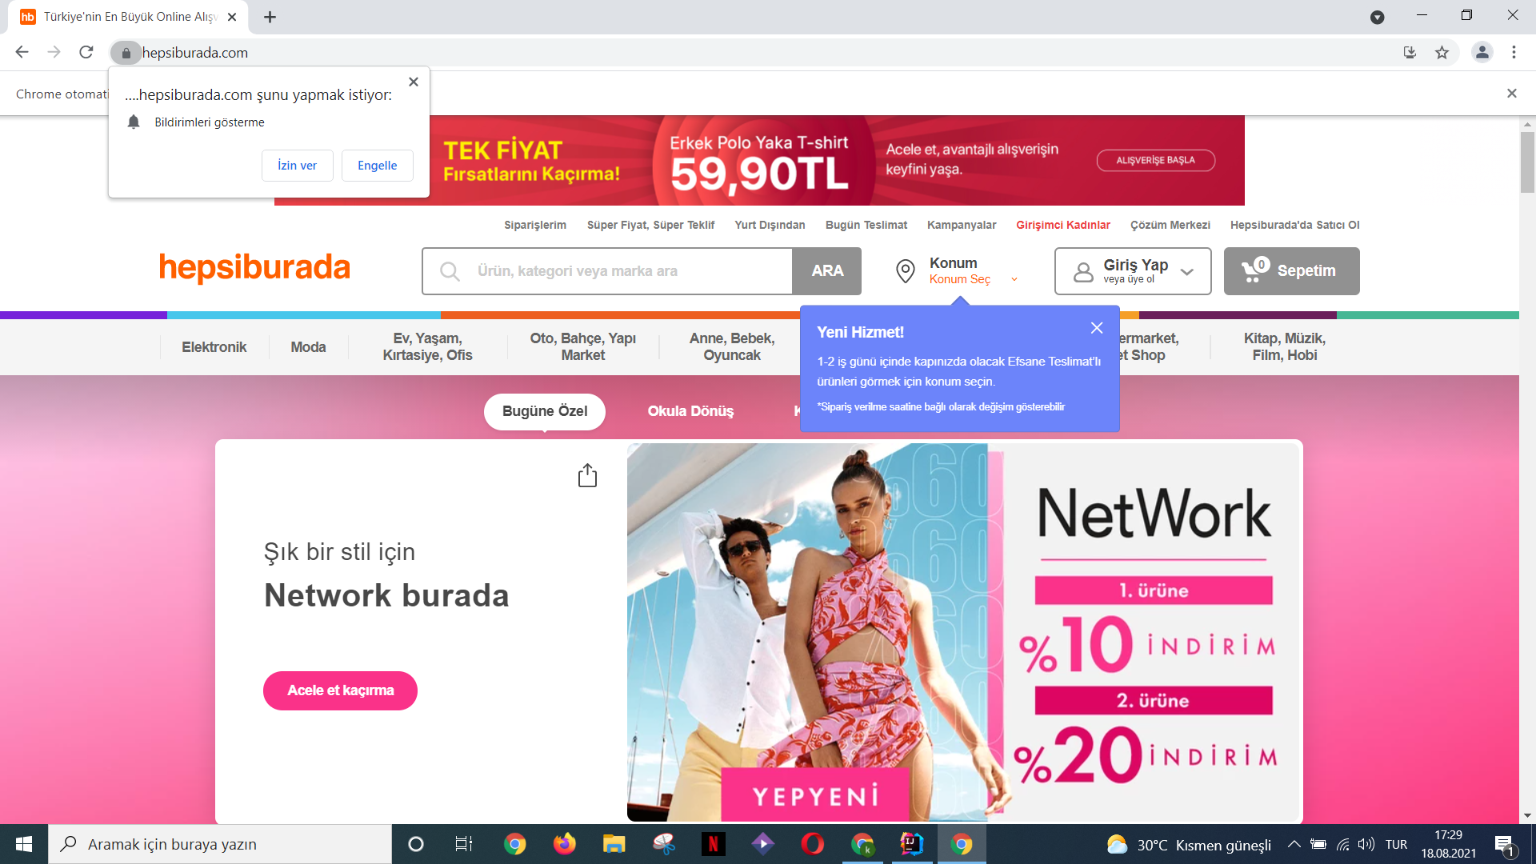 Türkiye'nin En Büyük Online Alışv
hepsiburada.com
Chrome otomati
....hepsiburada.com şunu yapmak istiyor:
Bildirimleri gösterme
İzin ver
Engelle
TEK FİYAT
Fırsatlarını Kaçırma!
Erkek Polo Yaka T-shirt
59,90TL
Acele et, avantajlı alışverişin
keyfini yaşa.
ALIŞVERİŞE BAŞLA
Siparişlerim Süper Fiyat, Süper Teklif Yurt Dışından Bugün Teslimat Kampanyalar Girişimci Kadınlar Çözüm Merkezi Hepsiburada'da Satıcı Ol
hepsiburada
Ürün, kategori veya marka ara
ARA
Konum
Konum Seç
Giriş Yap
veya üye ol
0
Sepetim
Elektronik
Moda
Ev, Yaşam,
Kırtasiye, Ofis
Oto, Bahçe, Yapı
Market
Anne, Bebek,
Oyuncak
ermarket,
et Shop
Kitap, Müzik,
Film, Hobi
Yeni Hizmet!
1-2 iş günü içinde kapınızda olacak Efsane Teslimat'lı
ürünleri görmek için konum seçin.
*Sipariş verilme saatine bağlı olarak değişim gösterebilir
Bugüne Özel
Okula Dönüş
Şık bir stil için
Network burada
Acele et kaçırma
%60
YEPYENİ
NetWork
1. ürüne
%10 İNDİRİM
2. ürüne
%20 İNDİRİM
Aramak için buraya yazın
30°C Kısmen güneşli
TUR
17:29
18.08.2021
1